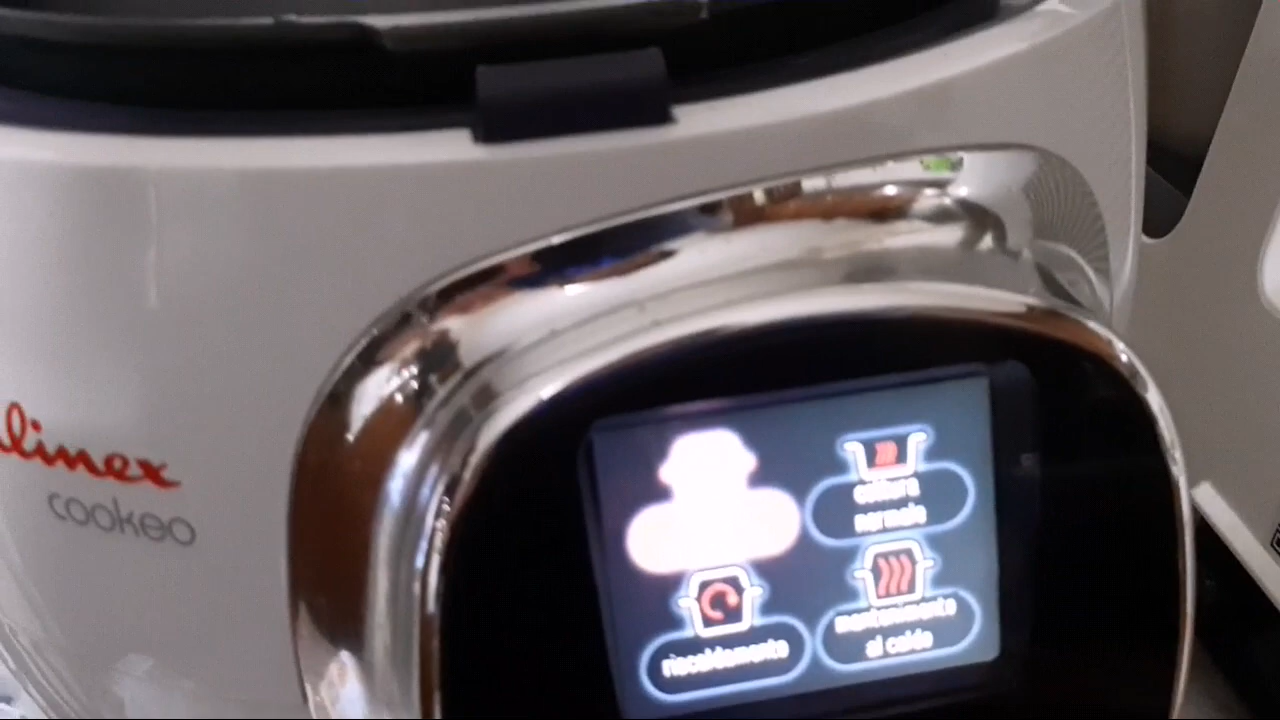 linex
cookeo
cottura
normale
riscaldamento
mantenimento
al caldo